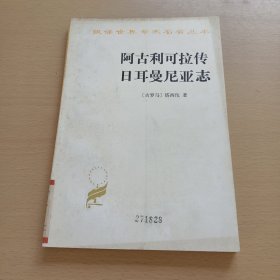 汉译世界学术名著丛书
阿古利可拉传
日耳曼尼亚志
〔古罗马〕塔西佗 著
271828